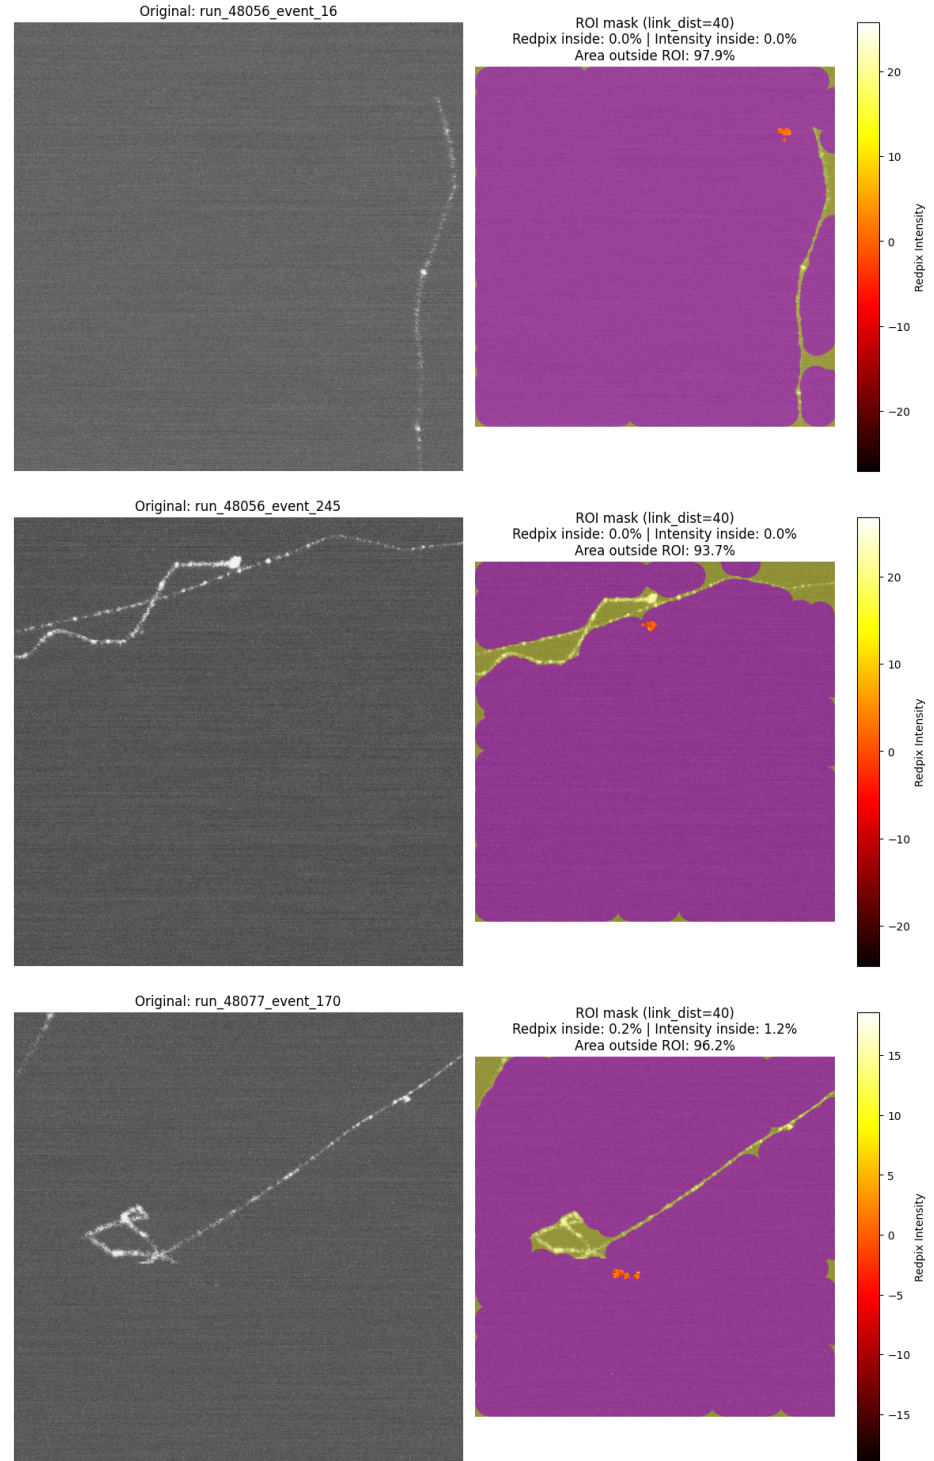 Original: run_48056_event_16
ROI mask (link_dist=40)
Redpix inside: 0.0% | Intensity inside: 0.0%
Area outside ROI: 97.9%
20
10
0
−10
−20
Redpix Intensity
Original: run_48056_event_245
ROI mask (link_dist=40)
Redpix inside: 0.0% | Intensity inside: 0.0%
Area outside ROI: 93.7%
20
10
0
−10
−20
Redpix Intensity
Original: run_48077_event_170
ROI mask (link_dist=40)
Redpix inside: 0.2% | Intensity inside: 1.2%
Area outside ROI: 96.2%
15
10
5
0
−5
−10
−15
Redpix Intensity